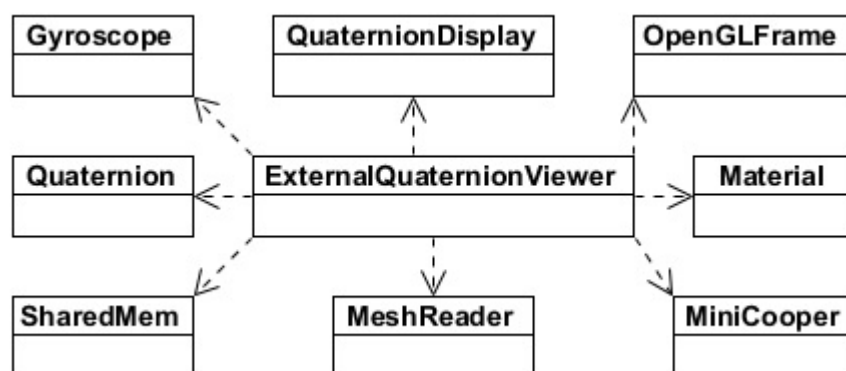 Gyroscope
QuaternionDisplay
OpenGLFrame
Quaternion
ExternalQuaternionViewer
Material
SharedMem
MeshReader
MiniCooper